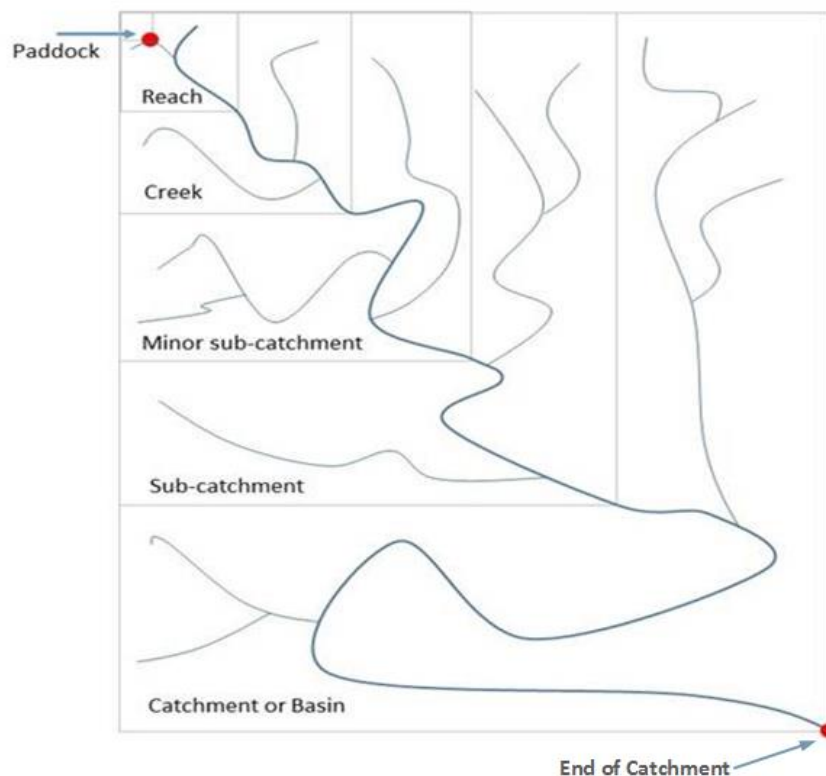 Paddock
Reach
Creek
Minor sub-catchment
Sub-catchment
Catchment or Basin
End of Catchment